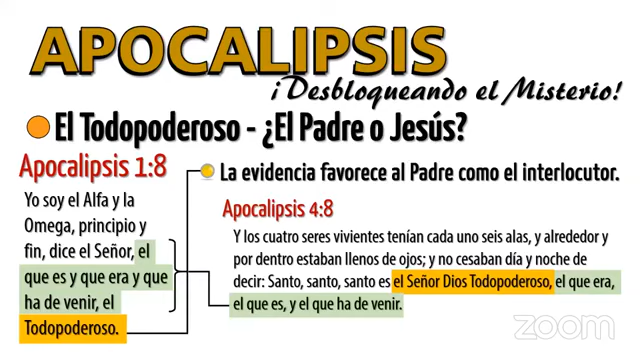 APOCALIPSIS
¡Desbloqueando el Misterio!
El Todopoderoso - ¿El Padre o Jesús?
Apocalipsis 1:8
Yo soy el Alfa y la
Omega, principio y
fin, dice el Señor, el
que es y que era y que
ha de venir, el
Todopoderoso.
La evidencia favorece al Padre como el interlocutor.
Apocalipsis 4:8
Y los cuatro seres vivientes tenían cada uno seis alas, y alrededor y
por dentro estaban llenos de ojos; y no cesaban día y noche de
decir: Santo, santo, santo es el Señor Dios Todopoderoso, el que era,
el que es, y el que ha de venir.
zoom